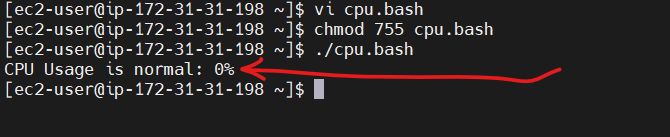 [ec2-user@ip-172-31-31-198 ~]$ vi cpu.bash
[ec2-user@ip-172-31-31-198 ~]$ chmod 755 cpu.bash
[ec2-user@ip-172-31-31-198 ~]$ ./cpu.bash
CPU Usage is normal: 0%
[ec2-user@ip-172-31-31-198 ~]$